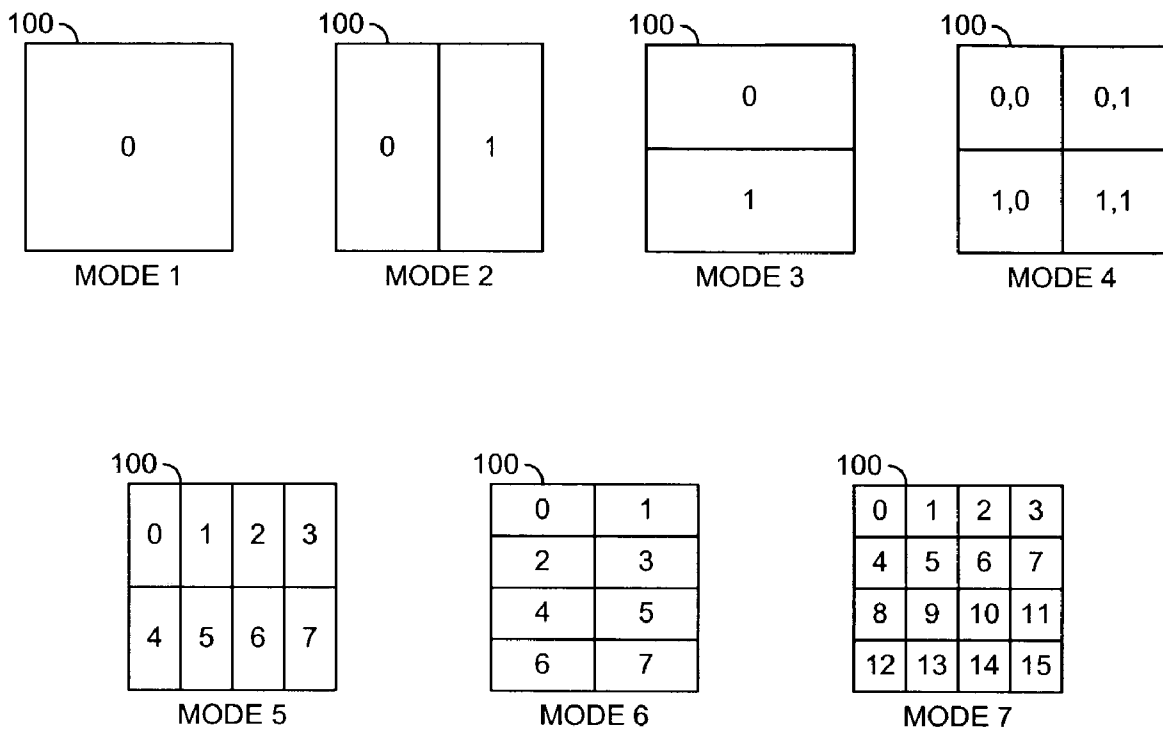 100 100 100 100
0 0 1 0 0,0 0,1
1 1,0 1,1
MODE 1 MODE 2 MODE 3 MODE 4
100 100 100
0 1 2 3 0 1 0 1 2 3
2 3 4 5 6 7
4 5 6 7 4 5 8 9 10 11
6 7 12 13 14 15
MODE 5 MODE 6 MODE 7